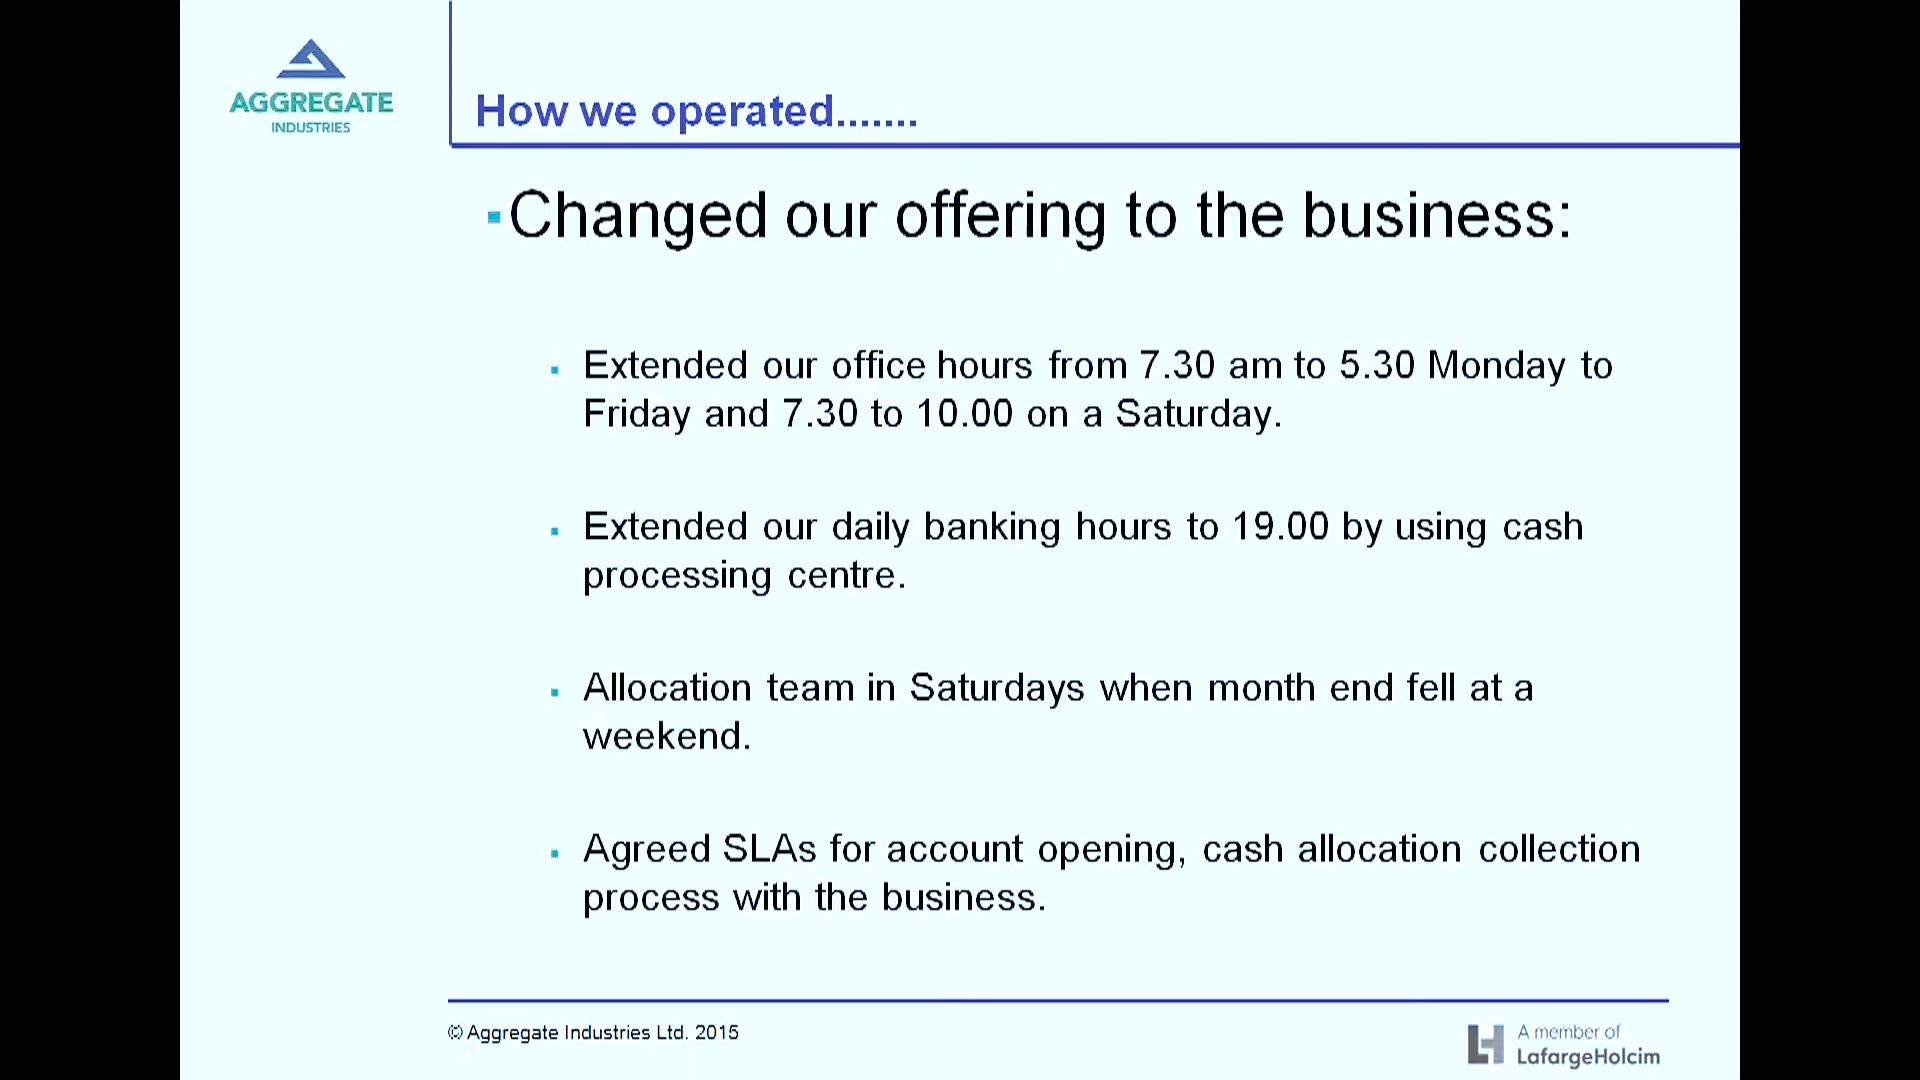 AGGREGATE
INDUSTRIES
How we operated.......
Changed our offering to the business:
Extended our office hours from 7.30 am to 5.30 Monday to
Friday and 7.30 to 10.00 on a Saturday.
Extended our daily banking hours to 19.00 by using cash
processing centre.
Allocation team in Saturdays when month end fell at a
weekend.
Agreed SLAs for account opening, cash allocation collection
process with the business.
© Aggregate Industries Ltd. 2015
A member of
LafargeHolcim